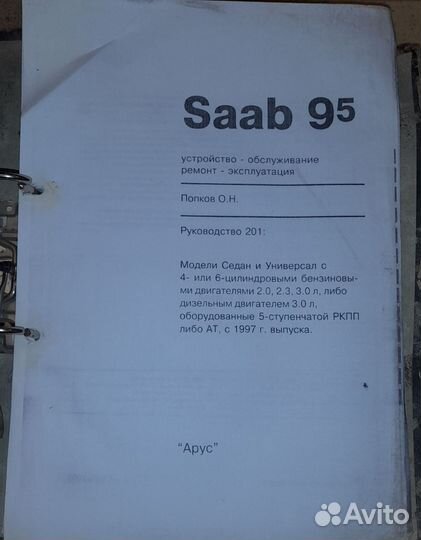 Saab 95
устройство - обслуживание
ремонт - эксплуатация
Попков О.Н.
Руководство 201:
Модели Седан и Универсал с
4- или 6-цилиндровыми бензиновы-
ми двигателями 2.0, 2.3, 3.0 л, либо
дизельным двигателем 3.0 л,
оборудованные 5-ступенчатой РКПП
либо АТ, с 1997 г. выпуска.
"Арус"
Avito